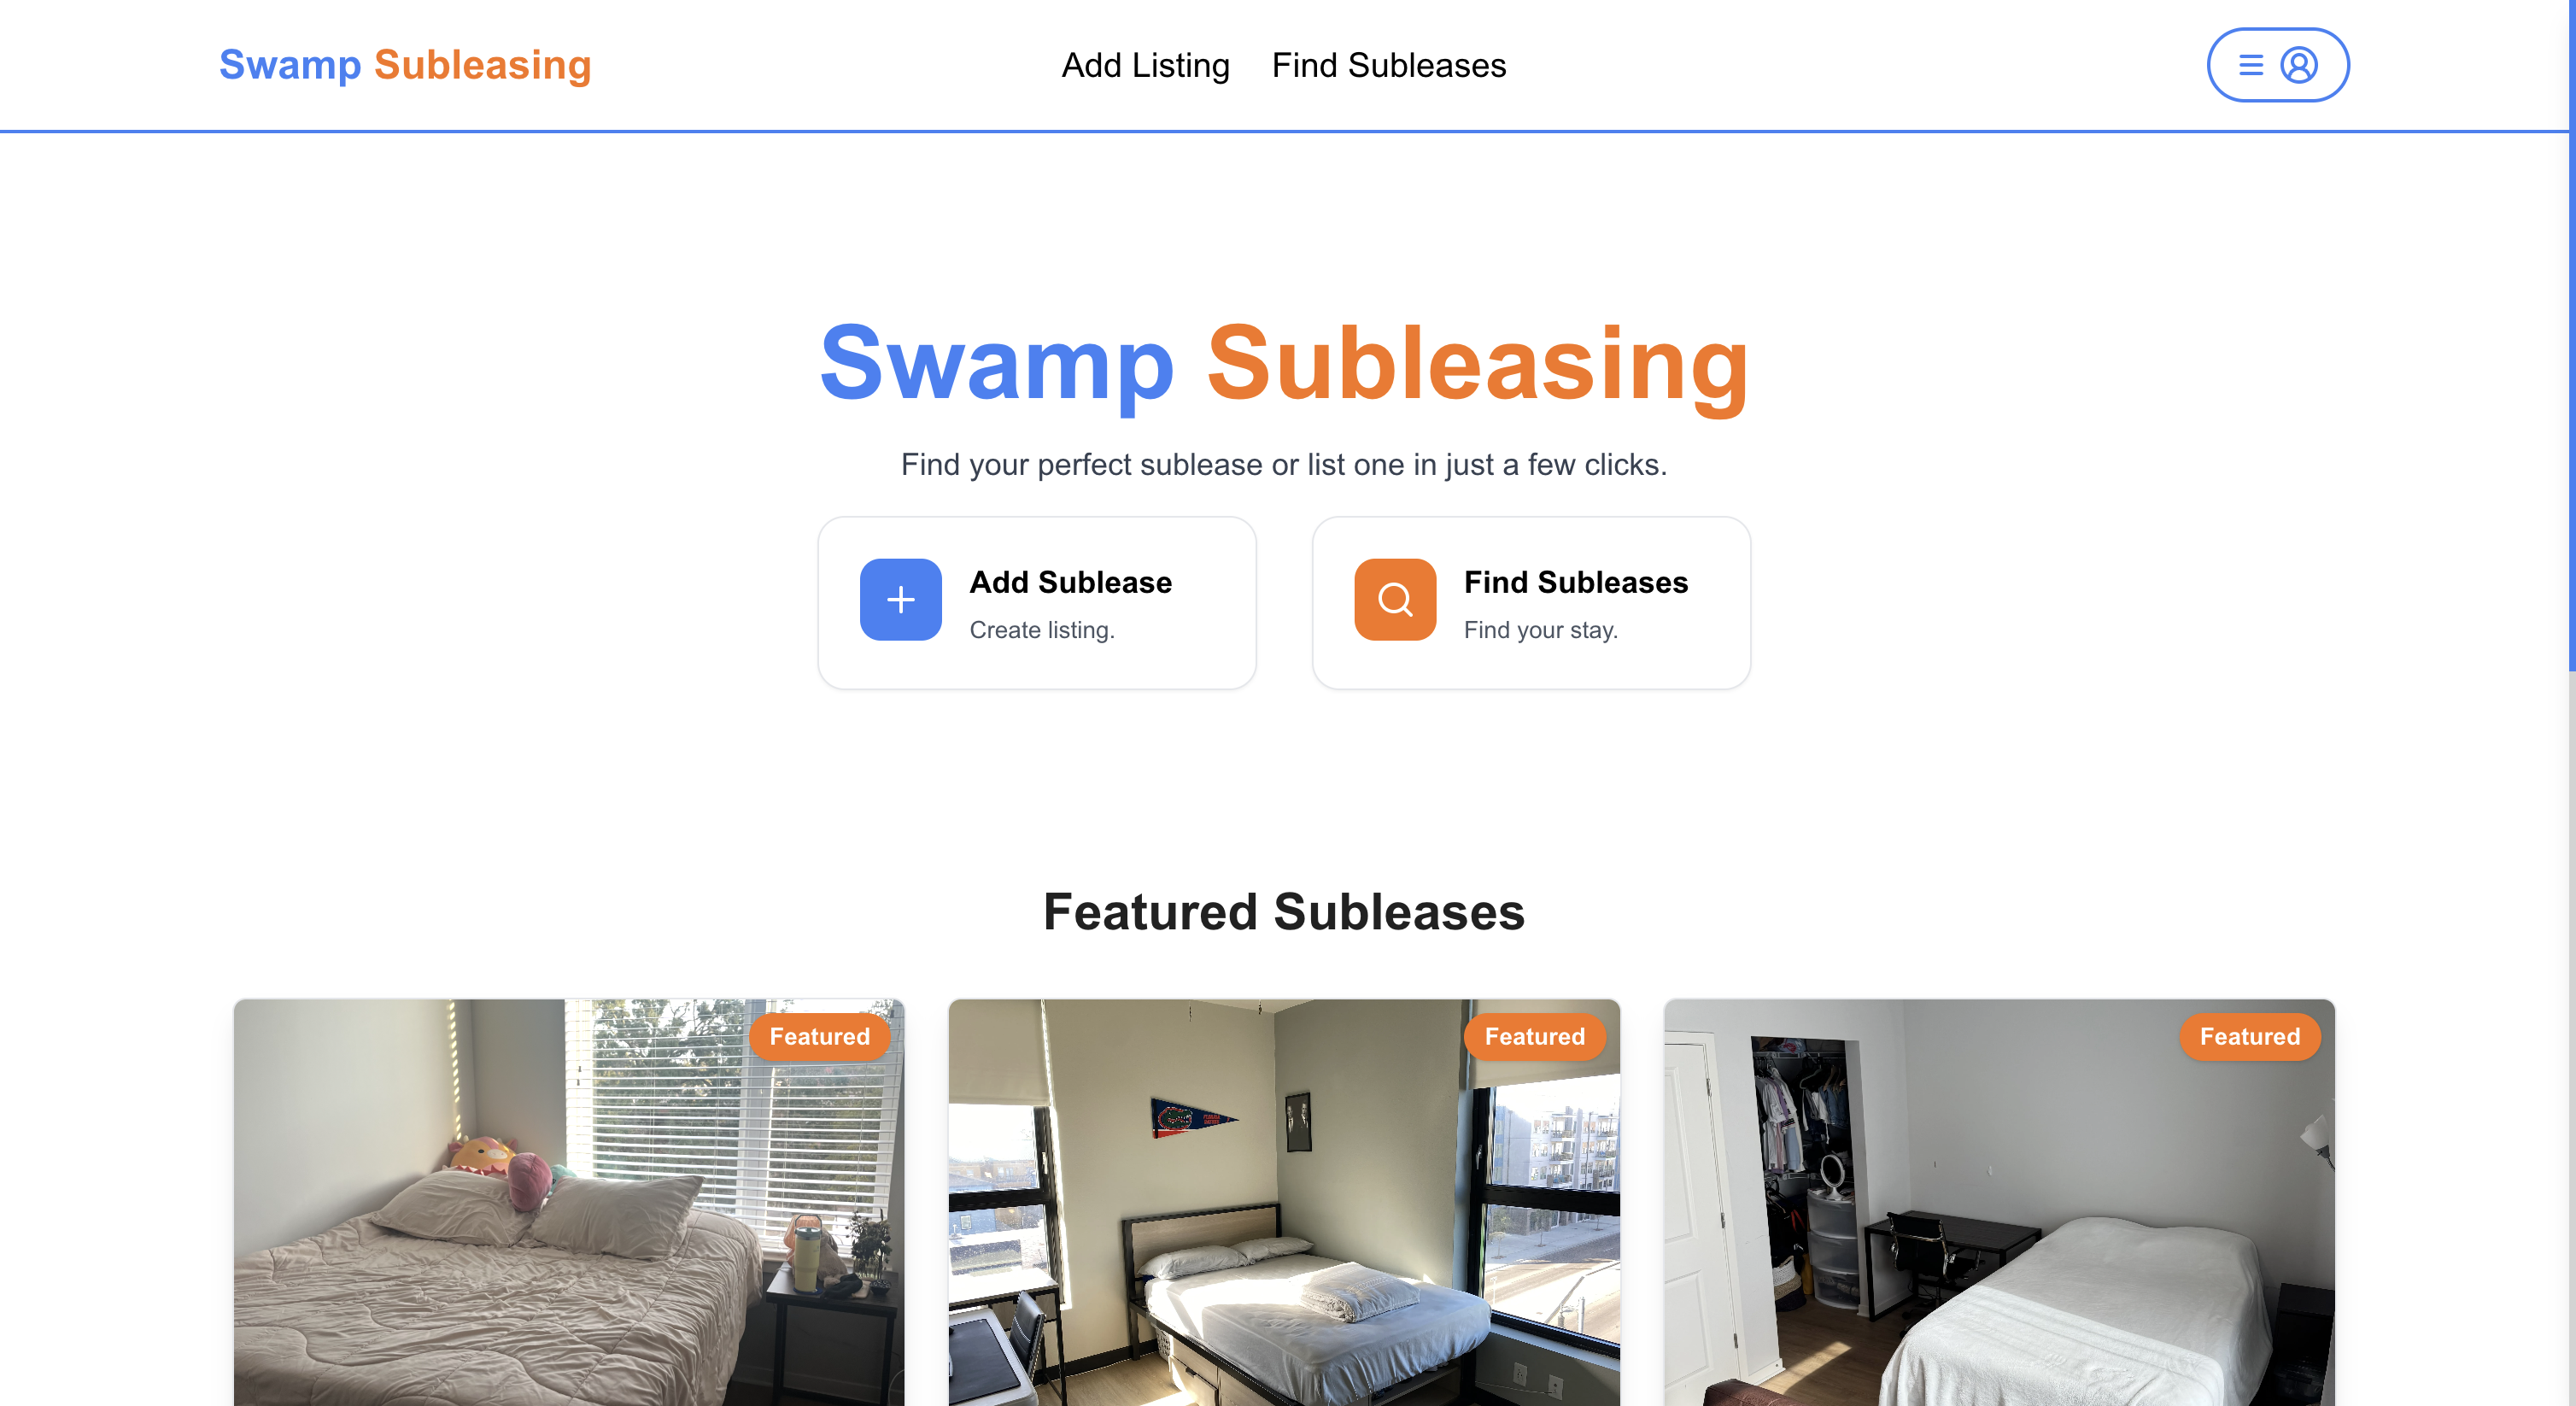 Swamp Subleasing
Add Listing
Find Subleases
Swamp Subleasing
Find your perfect sublease or list one in just a few clicks.
Add Sublease
Create listing.
Find Subleases
Find your stay.
Featured Subleases
Featured
Featured
Featured